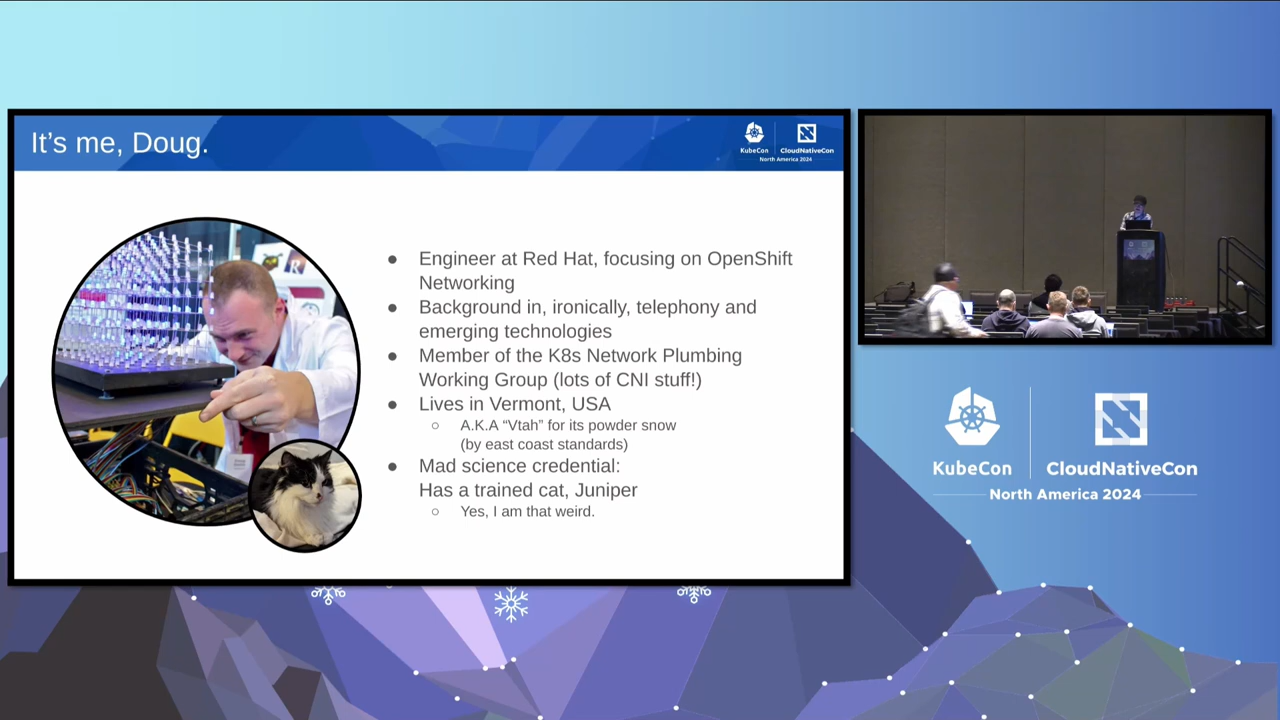 It's me, Doug.
KubeCon
CloudNativeCon
North America 2024
● Engineer at Red Hat, focusing on OpenShift
Networking
● Background in, ironically, telephony and
emerging technologies
● Member of the K8s Network Plumbing
Working Group (lots of CNI stuff!)
● Lives in Vermont, USA
○ A.K.A “Vtah” for its powder snow
(by east coast standards)
● Mad science credential:
Has a trained cat, Juniper
○ Yes, I am that weird.
KubeCon
CloudNativeCon
North America 2024